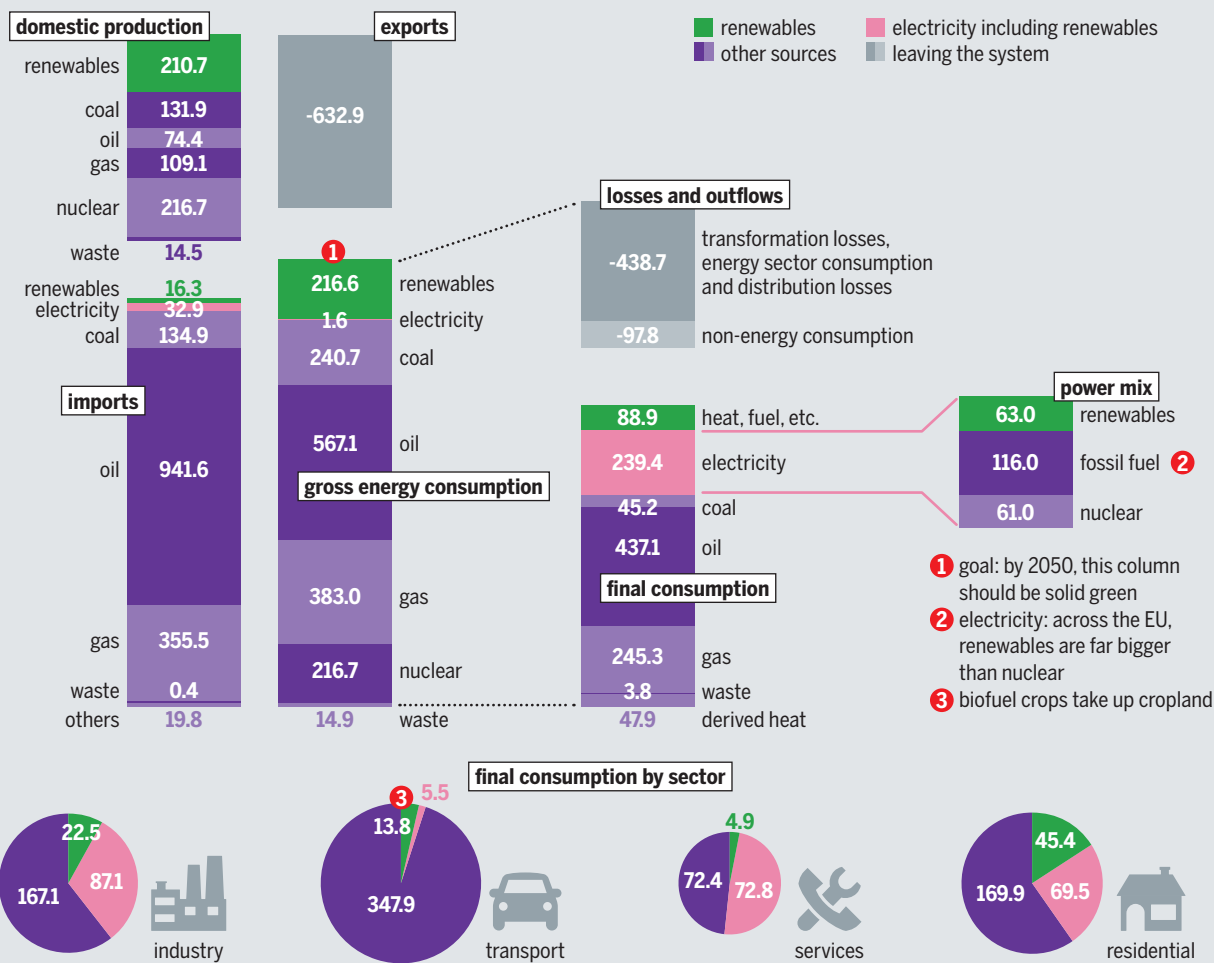 domestic production
renewables 210.7
coal 131.9
oil 74.4
gas 109.1
nuclear 216.7
waste 14.5
imports
renewables 16.3
electricity 32.9
coal 134.9
oil 941.6
gas 355.5
waste 0.4
others 19.8
exports
-632.9
gross energy consumption
1
216.6 renewables
1.6 electricity
240.7 coal
567.1 oil
383.0 gas
216.7 nuclear
14.9 waste
renewables
other sources
electricity including renewables
leaving the system
losses and outflows
-438.7 transformation losses,
energy sector consumption
and distribution losses
-97.8 non-energy consumption
final consumption
88.9 heat, fuel, etc.
239.4 electricity
45.2 coal
437.1 oil
245.3 gas
3.8 waste
47.9 derived heat
power mix
63.0 renewables
116.0 fossil fuel 2
61.0 nuclear
1 goal: by 2050, this column
should be solid green
2 electricity: across the EU,
renewables are far bigger
than nuclear
3 biofuel crops take up cropland
final consumption by sector
22.5
87.1
167.1
industry
3
13.8
5.5
347.9
transport
4.9
72.8
72.4
services
45.4
69.5
169.9
residential